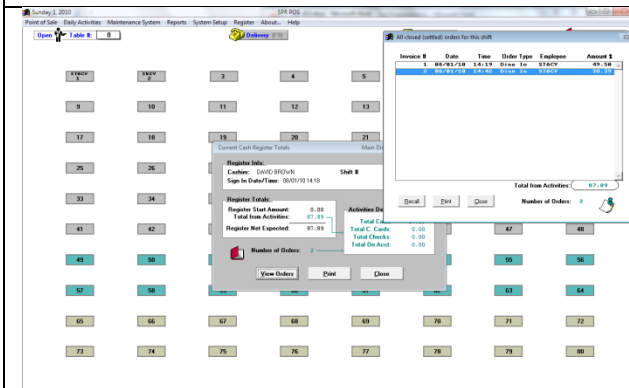 Sunday 1, 2010
SPR POS
Point of Sale Daily Activities Maintenance System Reports System Setup Register About... Help
Open Table #: 0
Delivery
All closed (settled) orders for this shift
Invoice # Date Time Order Type Employee Amount $
1 08/01/10 14:19 Dine In STACY 49.50
2 08/01/10 14:42 Dine In STACY 38.39
Total from Activities: 87.89
Recall Print Close Number of Orders: 2
STACY 1
2
3 4 5
9 10 11 12 13
17 18 19 20 21
25 26
33 34
41 42 47 48
49 50 55 56
57 58 63 64
65 66 67 68 69 70 71 72
73 74 75 76 77 78 79 80
Current Cash Register Totals
Register Info:
Cashier: DAVID BROWN Shift #
Sign In Date/Time: 08/01/10 14:18
Register Totals:
Register Start Amount: 0.00
Total from Activities: 87.89
Register Net Expected: 87.89
Number of Orders: 2
Total C. Cards: 0.00
Total Checks: 0.00
Total On Acct: 0.00
View Orders Print Close